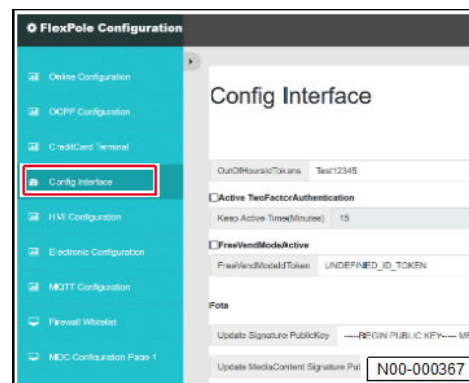 FlexPole Configuration
Online Configuration
OCPP Configuration
CreditCard Terminal
Config Interface
HMI Configuration
Electronic Configuration
MQTT Configuration
Firewall Whitelist
MDC Configuration Page 1
Config Interface
OutOfHoursIdTokens Test12345
Active TwoFactorAuthentication
Keep Active Time(Minutes) 15
FreeVendModeActive
FreeVendModeIdToken UNDEFINED_ID_TOKEN
Fota
Update Signature PublicKey -----BEGIN PUBLIC KEY-----
Update MediaContent Signature
N00-000367